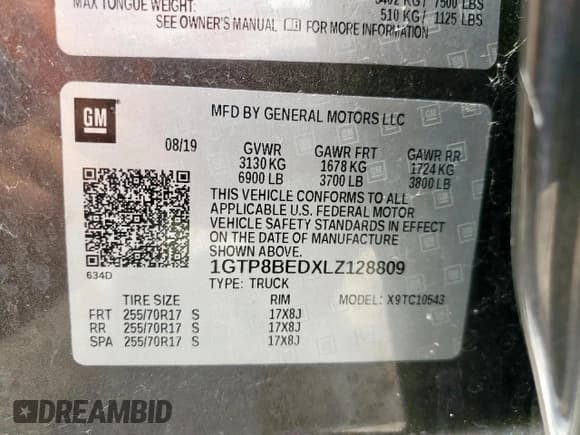 MAX TONGUE WEIGHT: 3402 KG / 7500 LBS
510 KG / 1125 LBS
SEE OWNER'S MANUAL FOR MORE INFORMATION
GM
MFD BY GENERAL MOTORS LLC
08/19 GVWR GAWR FRT GAWR RR
3130 KG 1678 KG 1724 KG
6900 LB 3700 LB 3800 LB
THIS VEHICLE CONFORMS TO ALL
APPLICABLE U.S. FEDERAL MOTOR
VEHICLE SAFETY STANDARDS IN
EFFECT ON THE DATE OF MANUFACTURE
SHOWN ABOVE.
634D
1GTP8BEDXLZ128809
TYPE: TRUCK
TIRE SIZE RIM MODEL: X9TC10543
FRT 255/70R17 S 17X8J
RR 255/70R17 S 17X8J
SPA 255/70R17 S 17X8J
DREAMBID